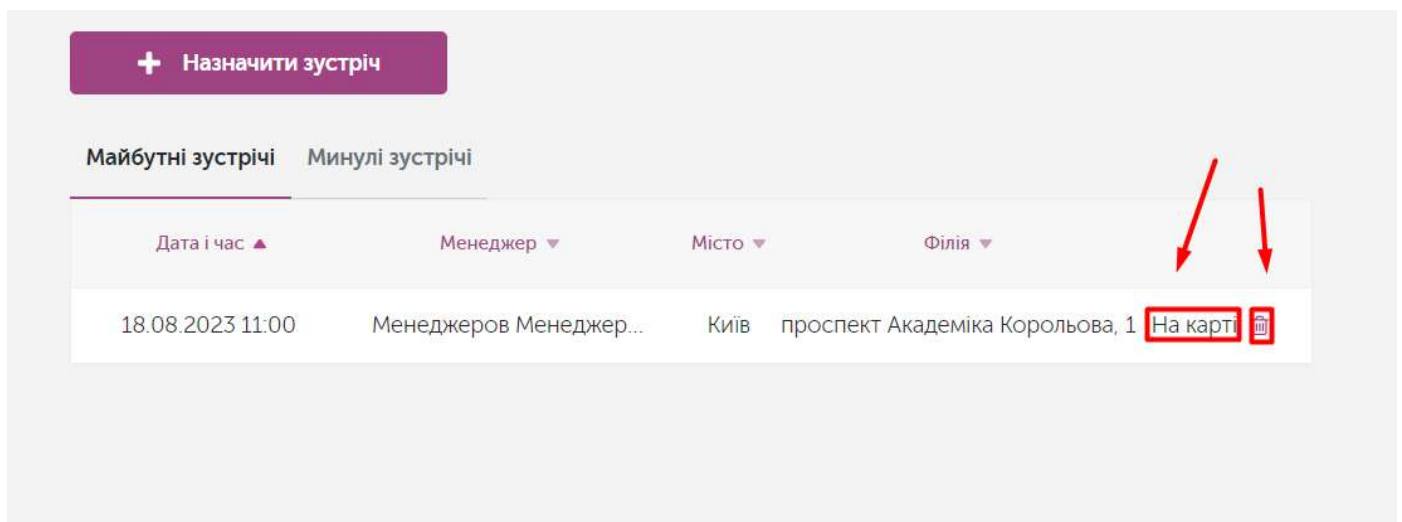 Назначити зустріч
Майбутні зустрічі Минулі зустрічі
Дата і час Менеджер Місто Філія
18.08.2023 11:00 Менеджеров Менеджер... Київ проспект Академіка Корольова, 1 На карті